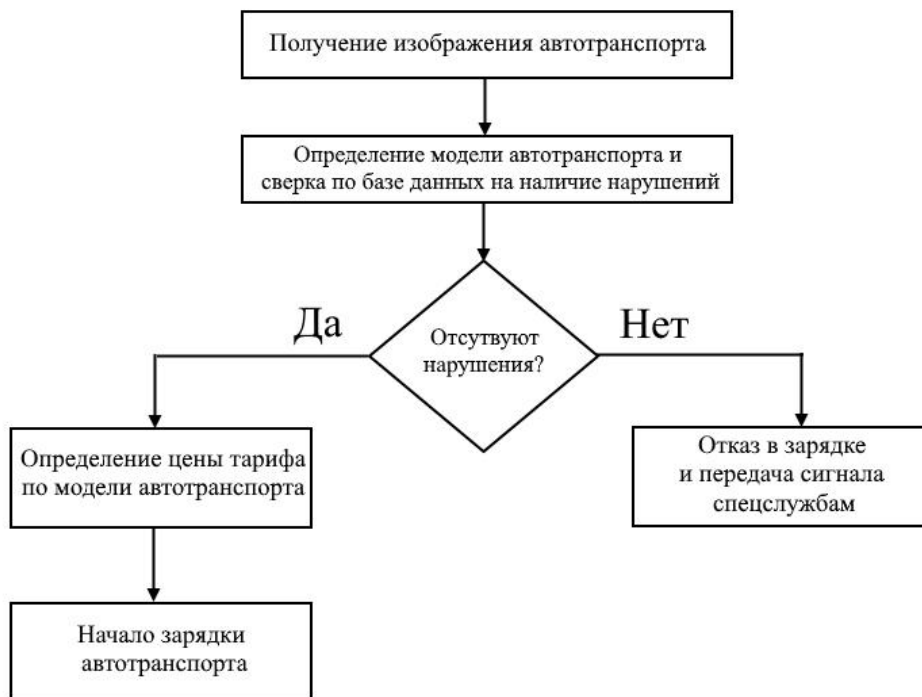 Получение изображения автотранспорта
Определение модели автотранспорта и
сверка по базе данных на наличие нарушений
Да
Нет
Отсутвуют
нарушения?
Определение цены тарифа
по модели автотранспорта
Отказ в зарядке
и передача сигнала
спецслужбам
Начало зарядки
автотранспорта